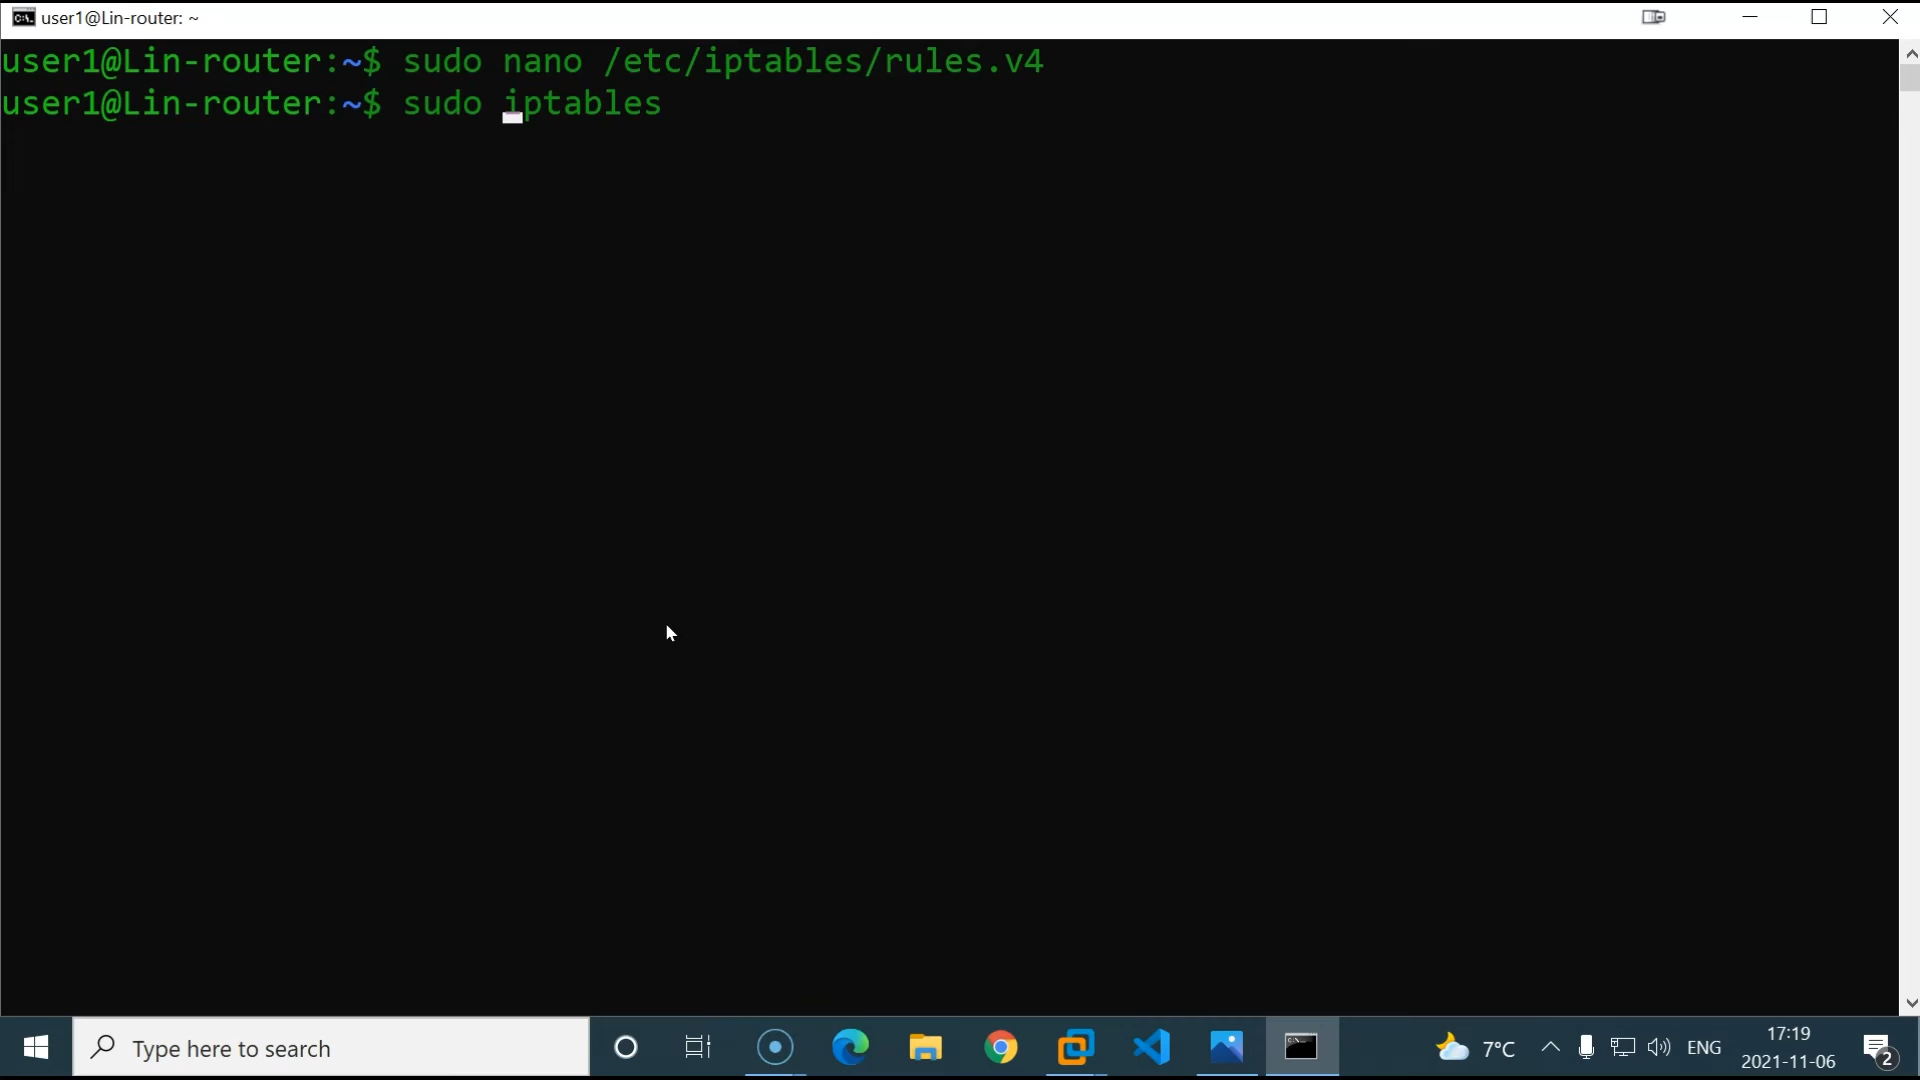 user1@Lin-router: ~
user1@Lin-router:~$ sudo nano /etc/iptables/rules.v4
user1@Lin-router:~$ sudo iptables
Type here to search
7°C
ENG
17:19
2021-11-06
2